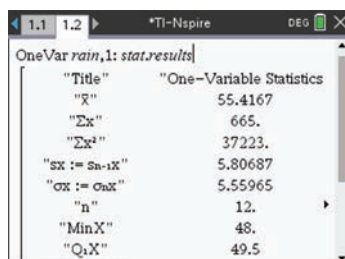 1.1 1.2 *TI-Nspire DEG
OneVar rain,1: stat.results
"Title" "One-Variable Statistics
"x̄" 55.4167
"Σx" 665.
"Σx²" 37223.
"sx := sₙ₋₁x" 5.80687
"σx := σₙx" 5.55965
"n" 12.
"MinX" 48.
"Q₁X" 49.5